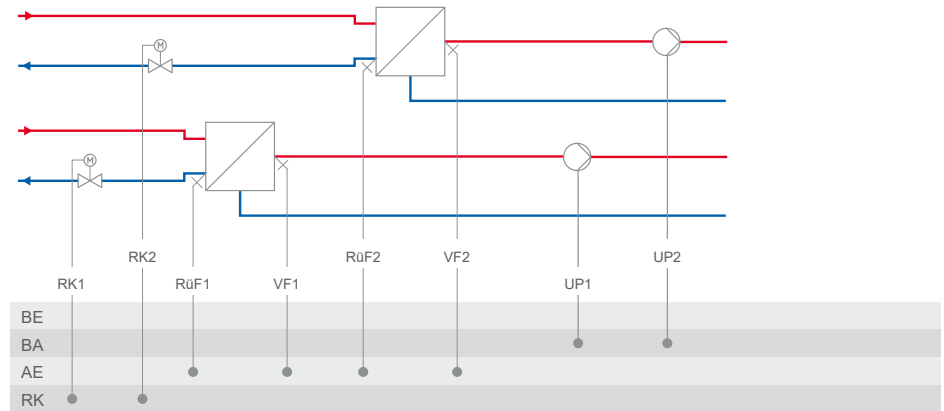 M
M
RK2 RüF2 VF2 UP2
RK1 RüF1 VF1 UP1
BE
BA
AE
RK